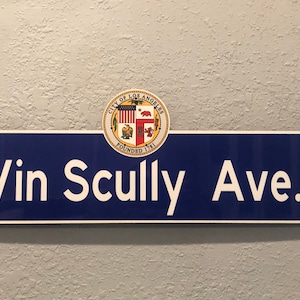 CITY OF LOS ANGELES
FOUNDED 1781
Vin Scully Ave.